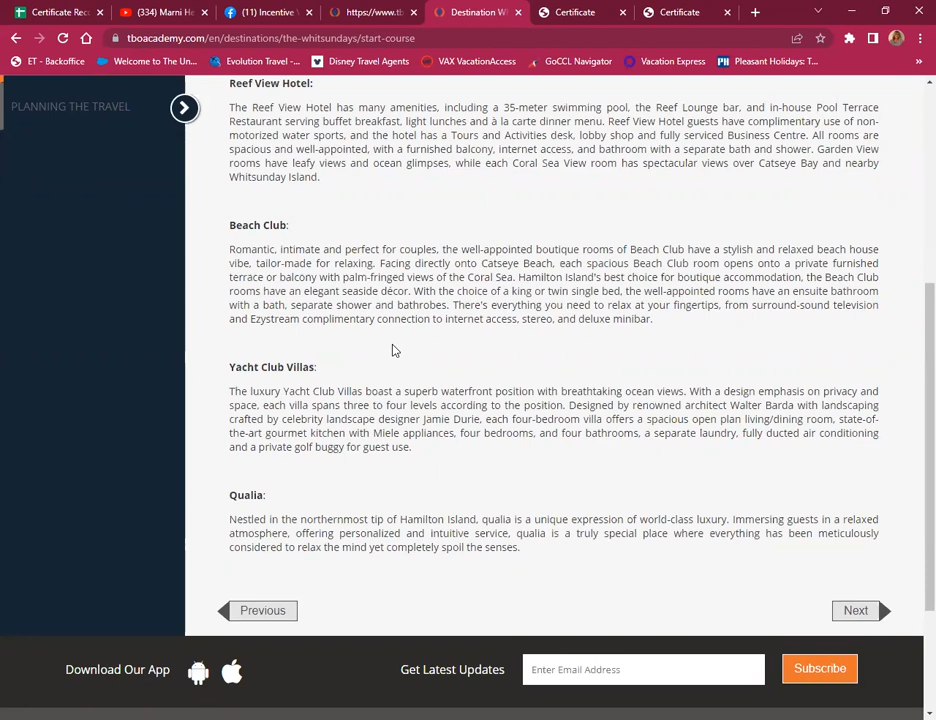 Certificate Rec
(334) Marni He
(11) Incentive V
https://www.tb
Destination W
Certificate
Certificate
tboacademy.com/en/destinations/the-whitsundays/start-course
ET - Backoffice
Welcome to The Un...
Evolution Travel -...
Disney Travel Agents
VAX VacationAccess
GoCCL Navigator
Vacation Express
Pleasant Holidays: T...
»
PLANNING THE TRAVEL
Reef View Hotel:
The Reef View Hotel has many amenities, including a 35-meter swimming pool, the Reef Lounge bar, and in-house Pool Terrace
Restaurant serving buffet breakfast, light lunches and à la carte dinner menu. Reef View Hotel guests have complimentary use of non-
motorized water sports, and the hotel has a Tours and Activities desk, lobby shop and fully serviced Business Centre. All rooms are
spacious and well-appointed, with a furnished balcony, internet access, and bathroom with a separate bath and shower. Garden View
rooms have leafy views and ocean glimpses, while each Coral Sea View room has spectacular views over Catseye Bay and nearby
Whitsunday Island.
Beach Club:
Romantic, intimate and perfect for couples, the well-appointed boutique rooms of Beach Club have a stylish and relaxed beach house
vibe, tailor-made for relaxing. Facing directly onto Catseye Beach, each spacious Beach Club room opens onto a private furnished
terrace or balcony with palm-fringed views of the Coral Sea. Hamilton Island's best choice for boutique accommodation, the Beach Club
rooms have an elegant seaside décor. With the choice of a king or twin single bed, the well-appointed rooms have an ensuite bathroom
with a bath, separate shower and bathrobes. There's everything you need to relax at your fingertips, from surround-sound television
and Ezystream complimentary connection to internet access, stereo, and deluxe minibar.
Yacht Club Villas:
The luxury Yacht Club Villas boast a superb waterfront position with breathtaking ocean views. With a design emphasis on privacy and
space, each villa spans three to four levels according to the position. Designed by renowned architect Walter Barda with landscaping
crafted by celebrity landscape designer Jamie Durie, each four-bedroom villa offers a spacious open plan living/dining room, state-of-
the-art gourmet kitchen with Miele appliances, four bedrooms, and four bathrooms, a separate laundry, fully ducted air conditioning
and a private golf buggy for guest use.
Qualia:
Nestled in the northernmost tip of Hamilton Island, qualia is a unique expression of world-class luxury. Immersing guests in a relaxed
atmosphere, offering personalized and intuitive service, qualia is a truly special place where everything has been meticulously
considered to relax the mind yet completely spoil the senses.
Previous
Next
Download Our App
Get Latest Updates
Enter Email Address
Subscribe